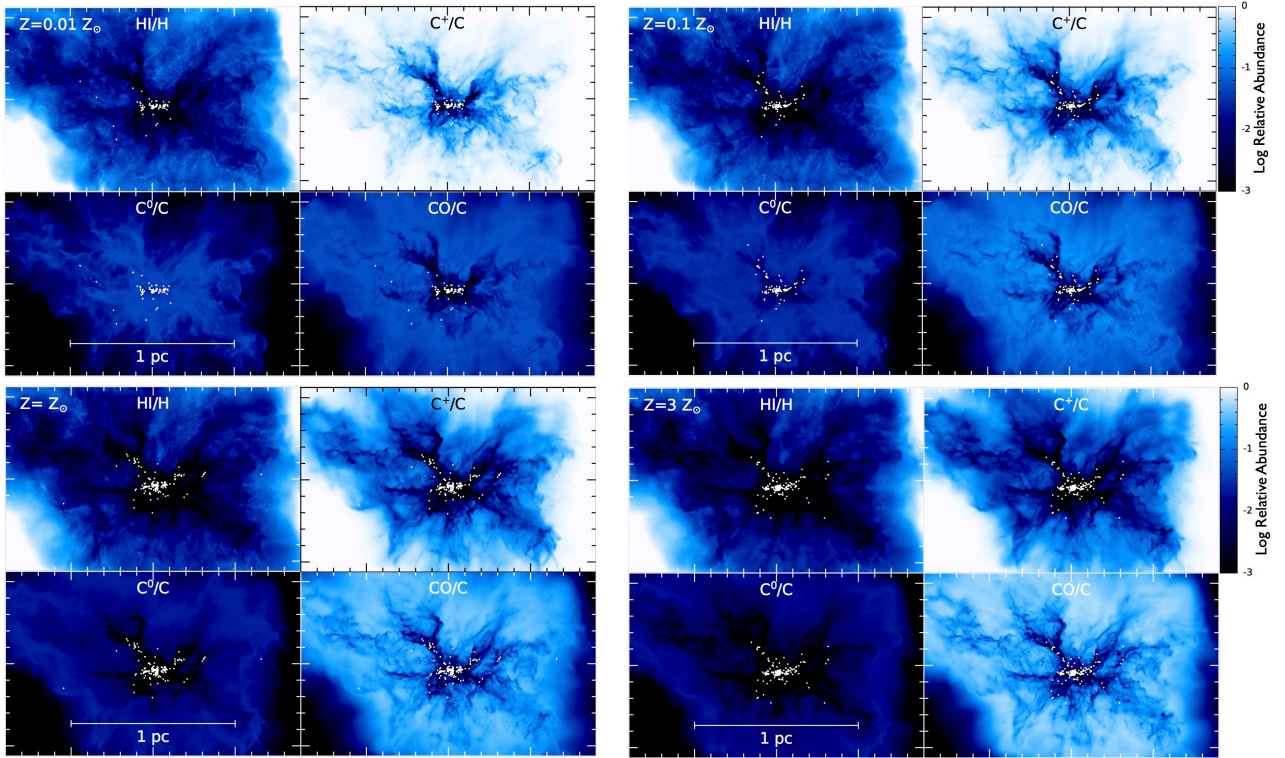 Z=0.01 Z☉ HI/H C⁺/C
C⁰/C CO/C
1 pc
Z=0.1 Z☉ HI/H C⁺/C
C⁰/C CO/C
1 pc
0
-1
-2
-3
Log Relative Abundance
Z= Z☉ HI/H C⁺/C
C⁰/C CO/C
1 pc
Z=3 Z☉ HI/H C⁺/C
C⁰/C CO/C
1 pc
0
-1
-2
-3
Log Relative Abundance